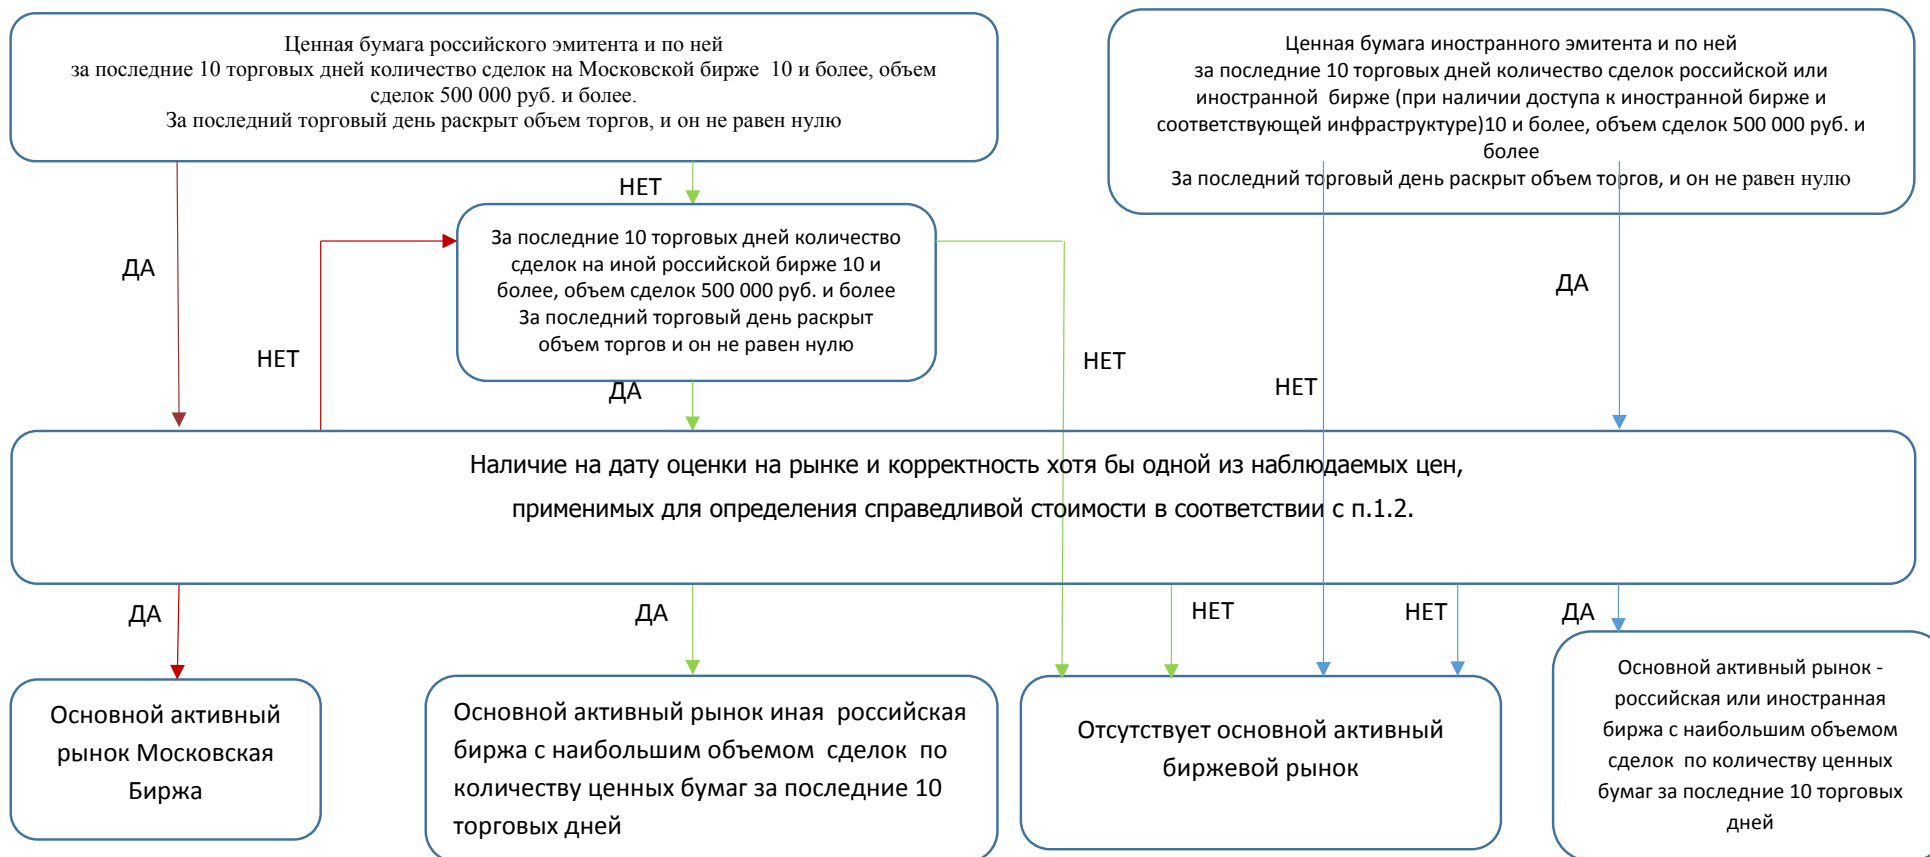 Ценная бумага российского эмитента и по ней
за последние 10 торговых дней количество сделок на Московской бирже 10 и более, объем
сделок 500 000 руб. и более.
За последний торговый день раскрыт объем торгов, и он не равен нулю
Ценная бумага иностранного эмитента и по ней
за последние 10 торговых дней количество сделок российской или
иностранной бирже (при наличии доступа к иностранной бирже и
соответствующей инфраструктуре)10 и более, объем сделок 500 000 руб. и
более
За последний торговый день раскрыт объем торгов, и он не равен нулю
НЕТ
За последние 10 торговых дней количество
сделок на иной российской бирже 10 и
более, объем сделок 500 000 руб. и более
За последний торговый день раскрыт
объем торгов и он не равен нулю
ДА
ДА
НЕТ
НЕТ
НЕТ
ДА
Наличие на дату оценки на рынке и корректность хотя бы одной из наблюдаемых цен,
применимых для определения справедливой стоимости в соответствии с п.1.2.
ДА
ДА
НЕТ
НЕТ
ДА
Основной активный
рынок Московская
Биржа
Основной активный рынок иная российская
биржа с наибольшим объемом сделок по
количеству ценных бумаг за последние 10
торговых дней
Отсутствует основной активный
биржевой рынок
Основной активный рынок -
российская или иностранная
биржа с наибольшим объемом
сделок по количеству ценных
бумаг за последние 10 торговых
дней